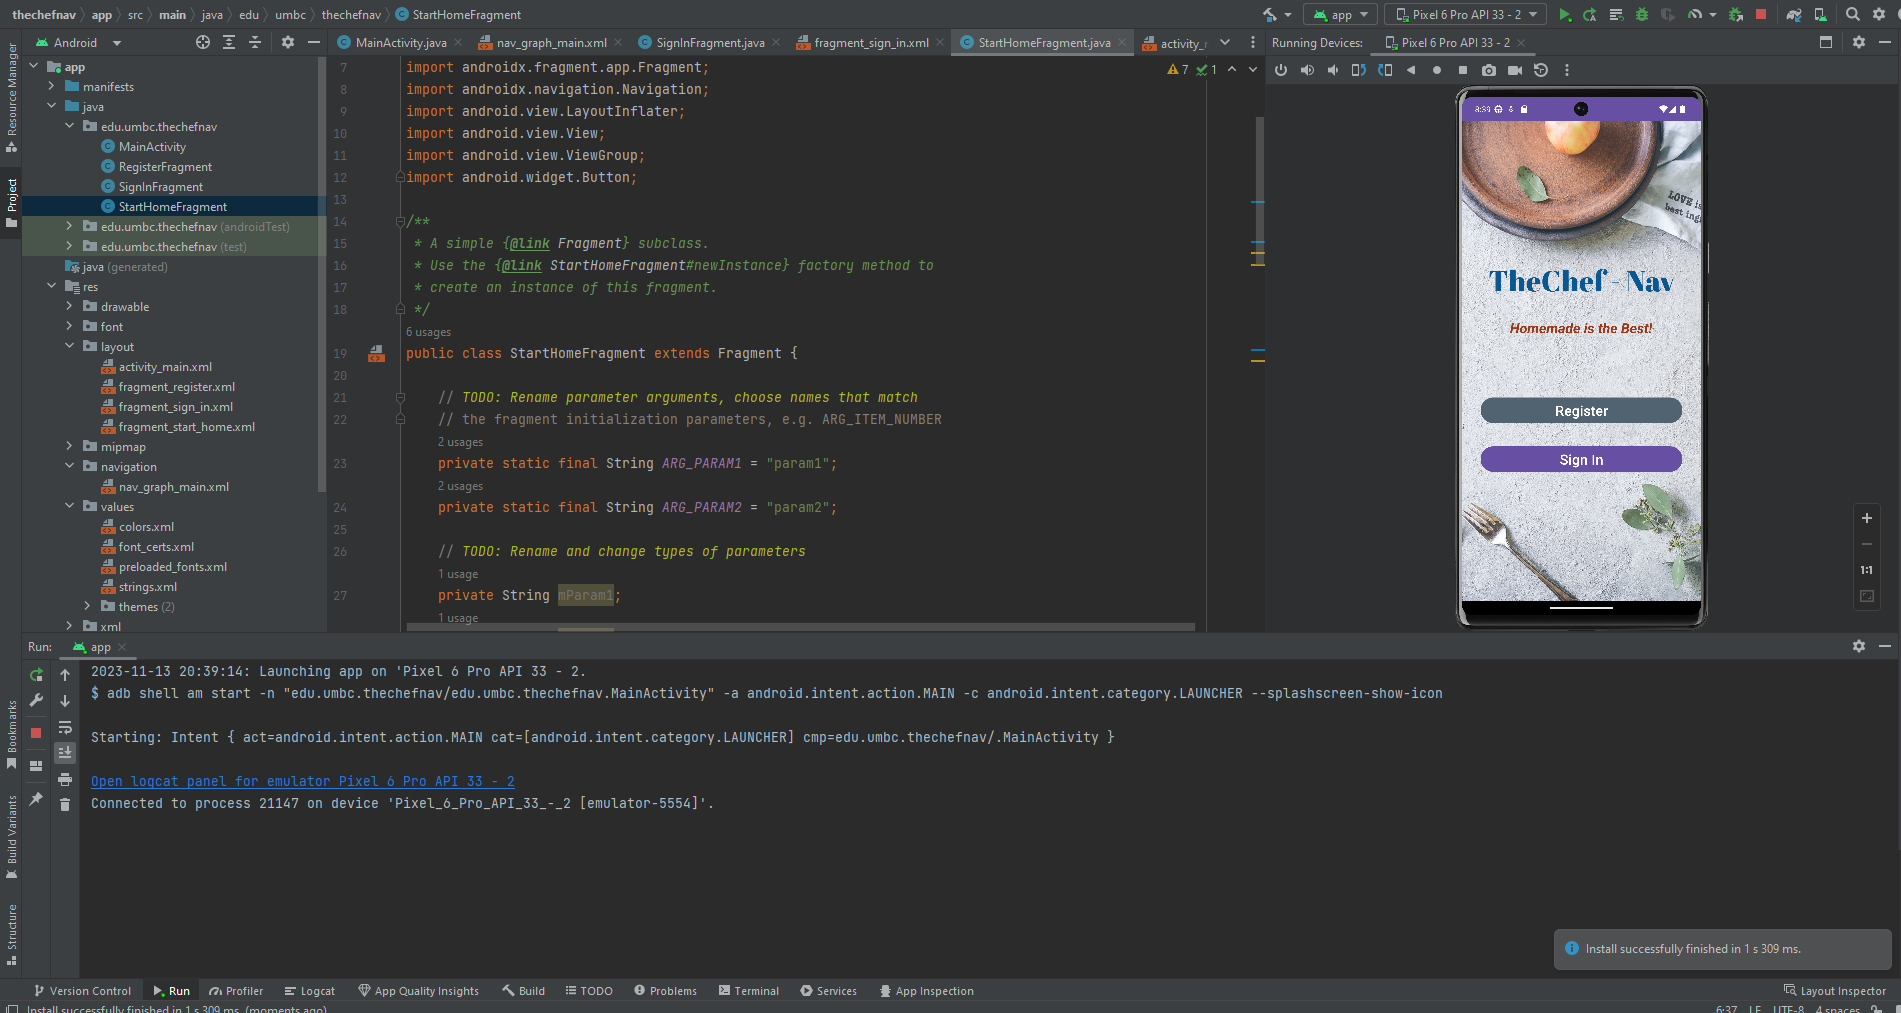 thechefnav app src main java edu umbc thechefnav StartHomeFragment
app Pixel 6 Pro API 33 - 2
Android
MainActivity.java nav_graph_main.xml SignInFragment.java fragment_sign_in.xml StartHomeFragment.java activity_
Running Devices: Pixel 6 Pro API 33 - 2
Resource Manager
Project
Bookmarks
Build Variants
Structure
app
manifests
java
edu.umbc.thechefnav
MainActivity
RegisterFragment
SignInFragment
StartHomeFragment
edu.umbc.thechefnav (androidTest)
edu.umbc.thechefnav (test)
java (generated)
res
drawable
font
layout
activity_main.xml
fragment_register.xml
fragment_sign_in.xml
fragment_start_home.xml
mipmap
navigation
nav_graph_main.xml
values
colors.xml
font_certs.xml
preloaded_fonts.xml
strings.xml
themes (2)
xml
7 1
7 import androidx.fragment.app.Fragment;
8 import androidx.navigation.Navigation;
9 import android.view.LayoutInflater;
10 import android.view.View;
11 import android.view.ViewGroup;
12 import android.widget.Button;
13
14 /**
15 * A simple {@link Fragment} subclass.
16 * Use the {@link StartHomeFragment#newInstance} factory method to
17 * create an instance of this fragment.
18 */
6 usages
19 public class StartHomeFragment extends Fragment {
20
21 // TODO: Rename parameter arguments, choose names that match
22 // the fragment initialization parameters, e.g. ARG_ITEM_NUMBER
2 usages
23 private static final String ARG_PARAM1 = "param1";
2 usages
24 private static final String ARG_PARAM2 = "param2";
25
26 // TODO: Rename and change types of parameters
1 usage
27 private String mParam1;
1 usage
8:39
LOVE is
best ing
TheChef - Nav
Homemade is the Best!
Register
Sign In
1:1
Run: app
2023-11-13 20:39:14: Launching app on 'Pixel 6 Pro API 33 - 2.
$ adb shell am start -n "edu.umbc.thechefnav/edu.umbc.thechefnav.MainActivity" -a android.intent.action.MAIN -c android.intent.category.LAUNCHER --splashscreen-show-icon
Starting: Intent { act=android.intent.action.MAIN cat=[android.intent.category.LAUNCHER] cmp=edu.umbc.thechefnav/.MainActivity }
Open logcat panel for emulator Pixel 6 Pro API 33 - 2
Connected to process 21147 on device 'Pixel_6_Pro_API_33_-_2 [emulator-5554]'.
Install successfully finished in 1 s 309 ms.
Version Control Run Profiler Logcat App Quality Insights Build TODO Problems Terminal Services App Inspection Layout Inspector
Install successfully finished in 1 s 309 ms. (moments ago) 6:37 LF UTF-8 4 spaces